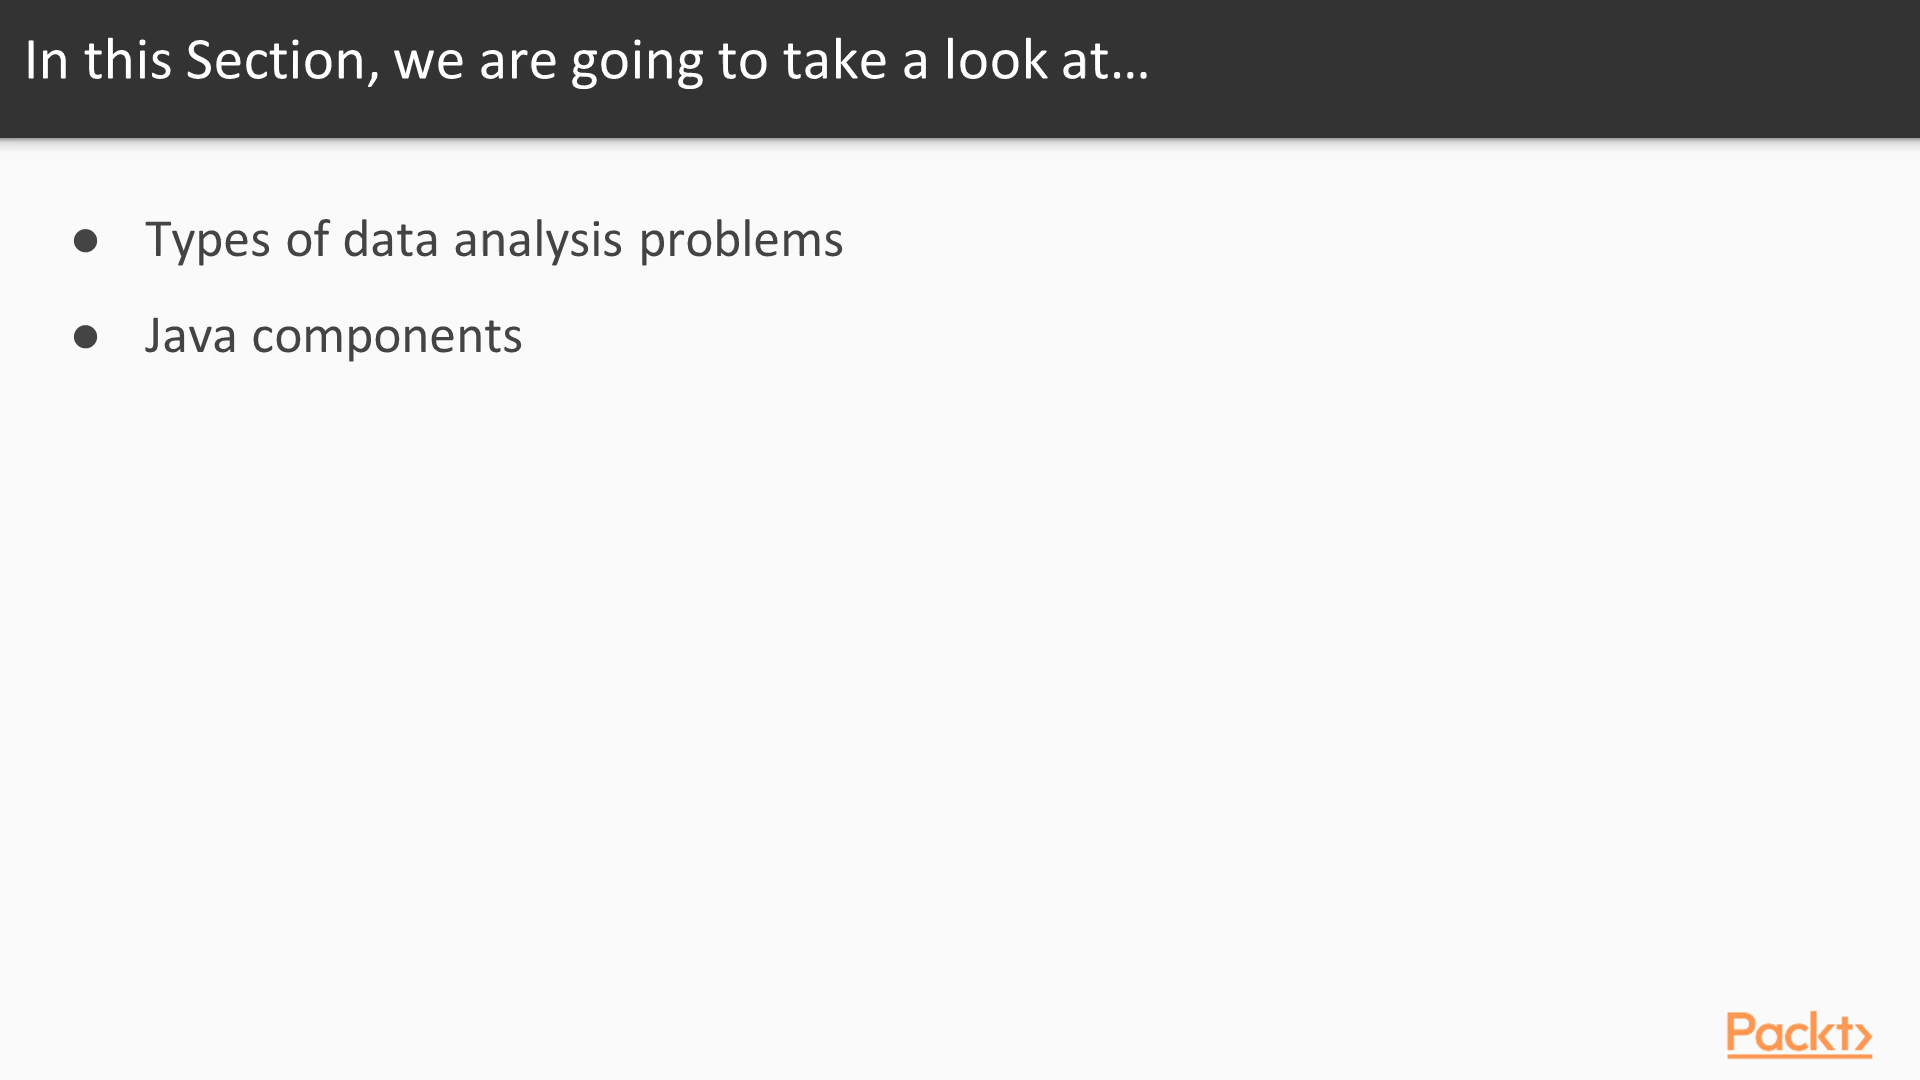 In this Section, we are going to take a look at…
● Types of data analysis problems
● Java components
Packt>